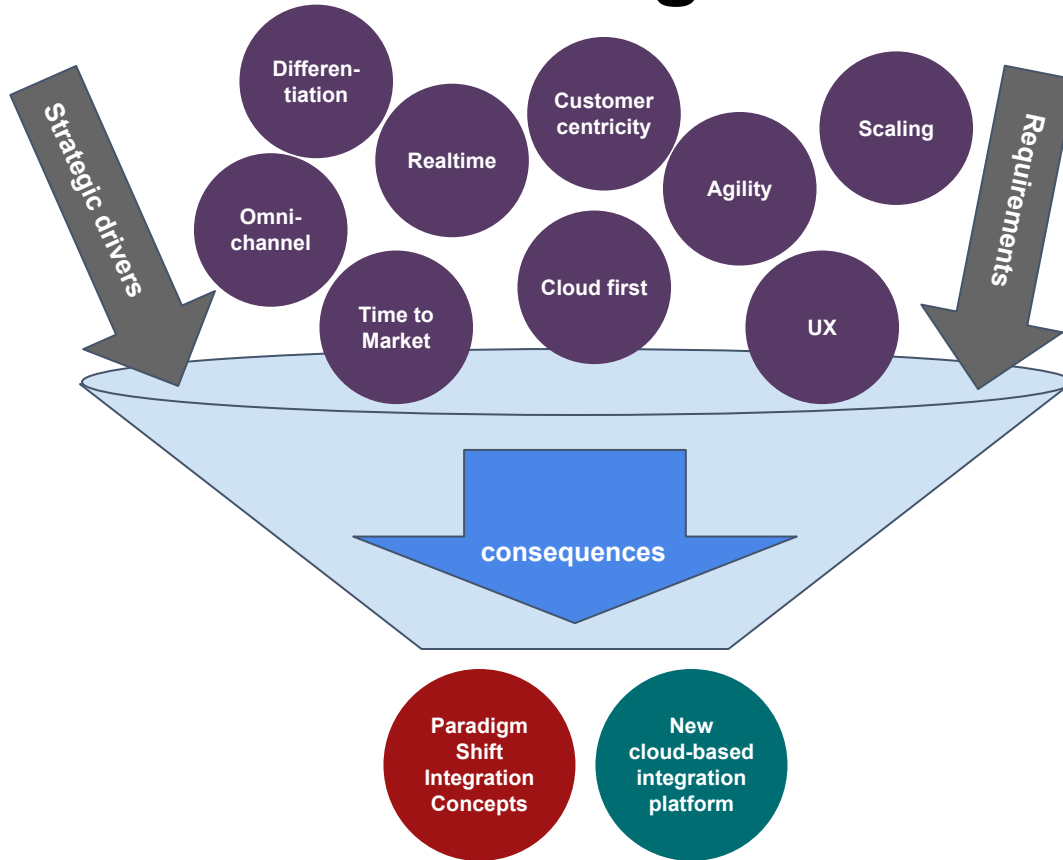 Strategic drivers
Differen-
tiation
Realtime
Customer
centricity
Agility
Scaling
Requirements
Omni-
channel
Time to
Market
Cloud first
UX
consequences
Paradigm
Shift
Integration
Concepts
New
cloud-based
integration
platform